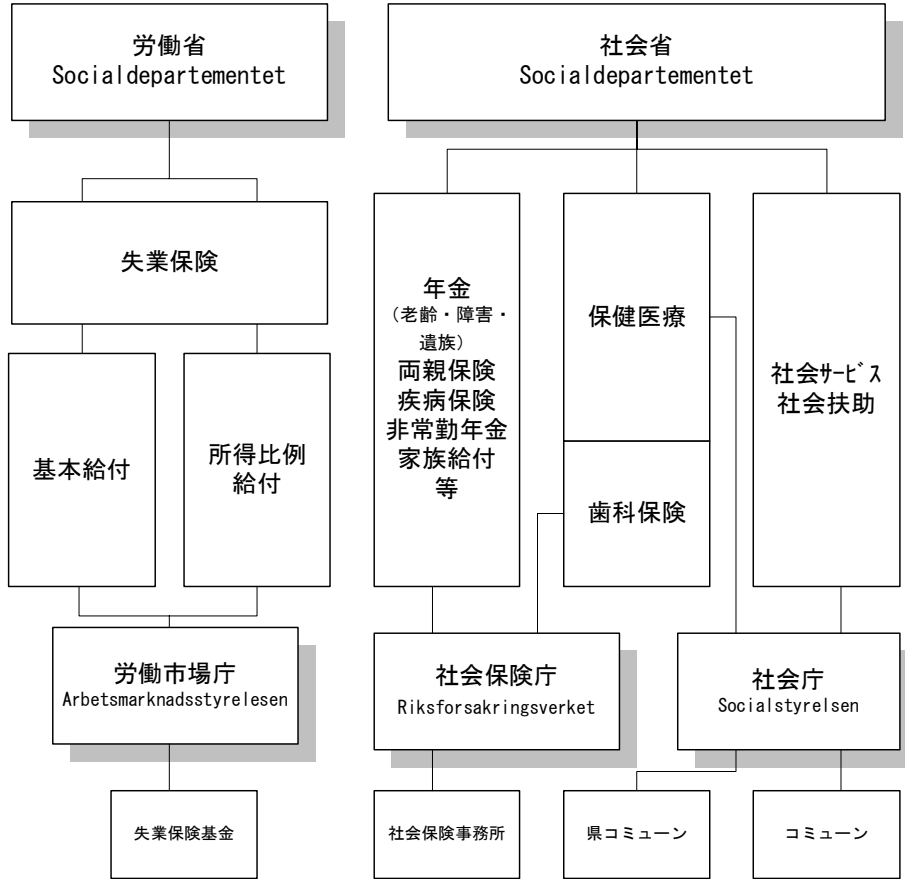 労働省
Socialdepartementet
社会省
Socialdepartementet
失業保険
基本給付
所得比例
給付
年金
（老齢・障害・
遺族）
両親保険
疾病保険
非常勤年金
家族給付
等
保健医療
歯科保険
社会ｻｰﾋﾞｽ
社会扶助
労働市場庁
Arbetsmarknadsstyrelesen
社会保険庁
Riksforsakringsverket
社会庁
Socialstyrelsen
失業保険基金
社会保険事務所
県コミューン
コミューン